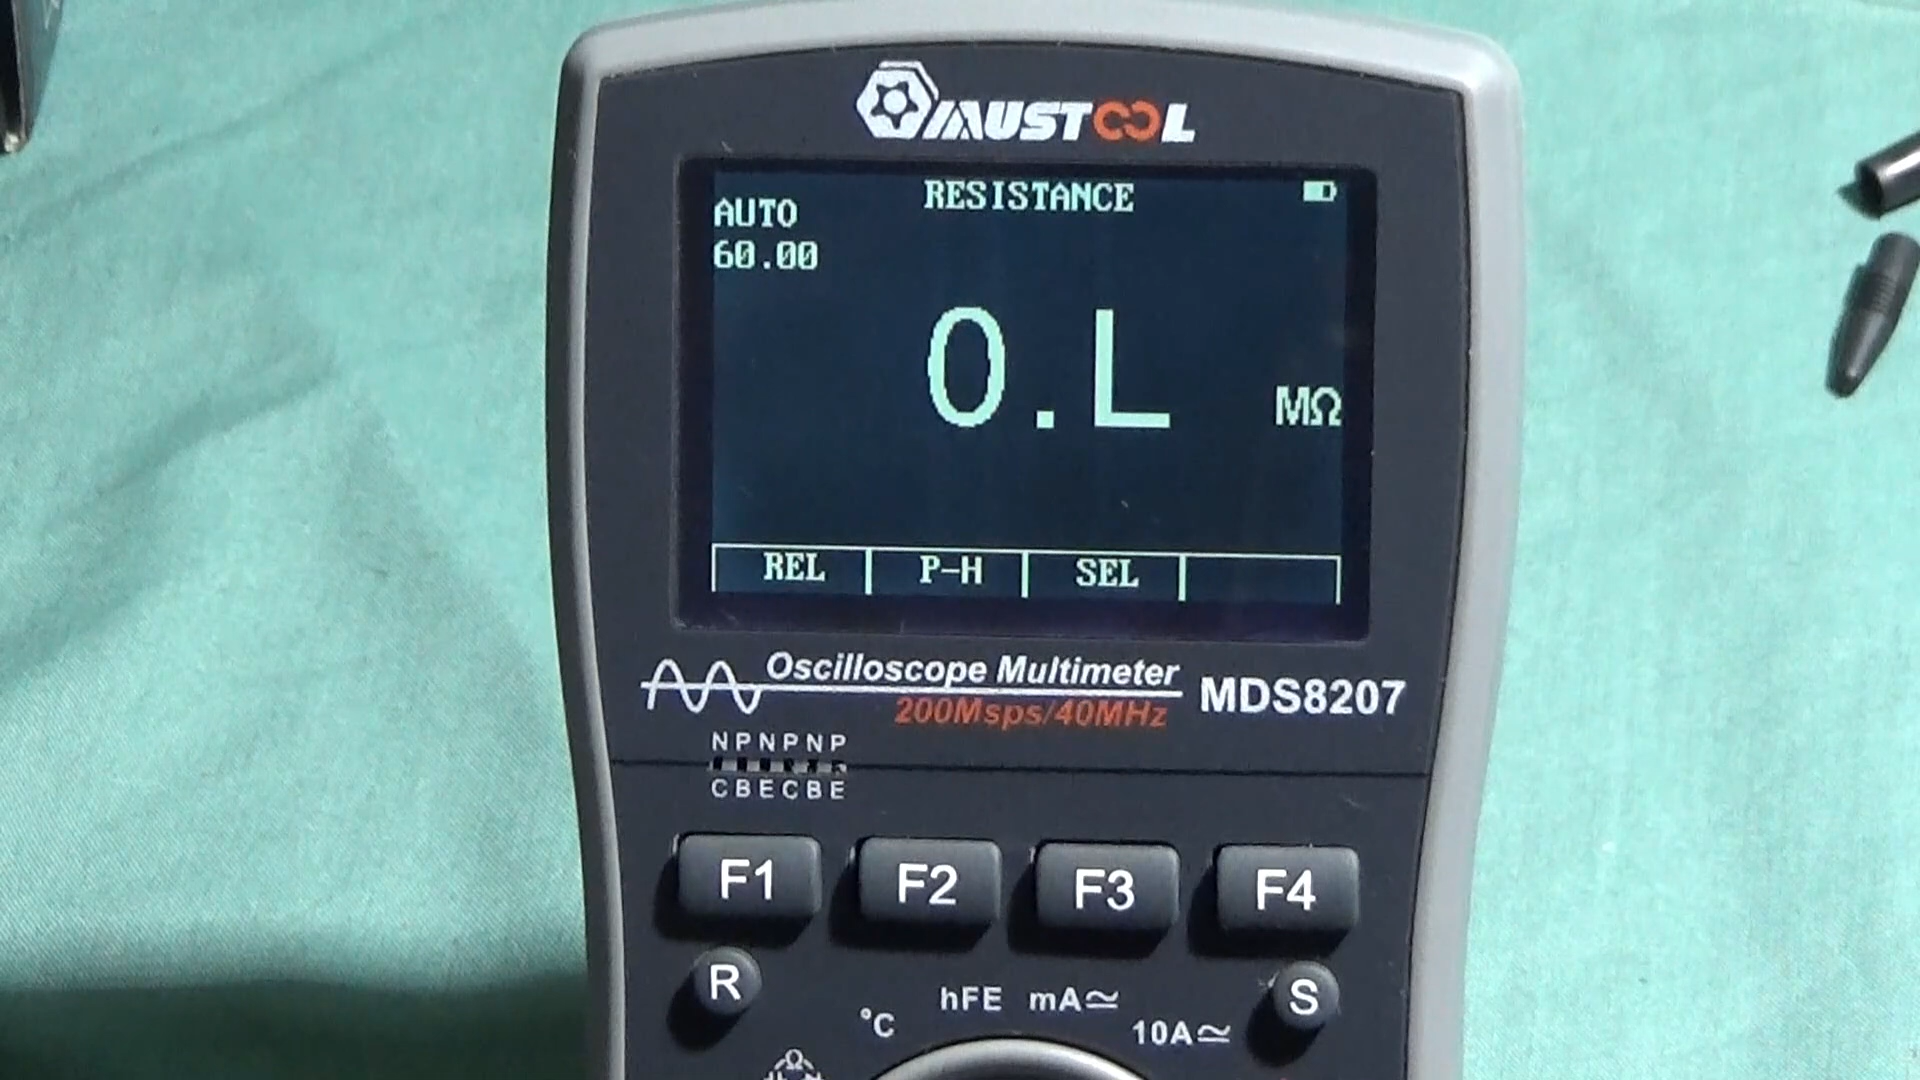 MUSTOOL
RESISTANCE
AUTO
60.00
O.L
MΩ
REL P-H SEL
Oscilloscope Multimeter
200Msps/40MHz
MDS8207
NPNPNP
CBECBE
F1 F2 F3 F4
R S
°C hFE mA≂ 10A≂
Ω